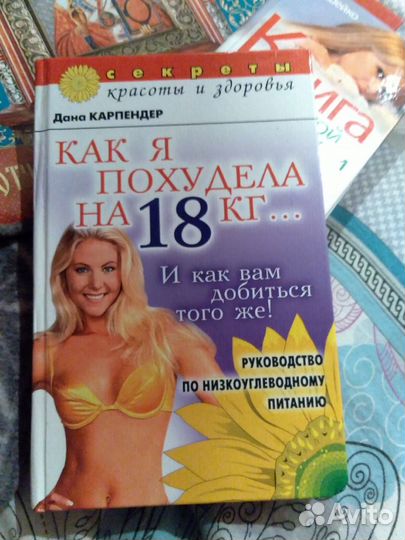 секреты
красоты и здоровья
Дана КАРПЕНДЕР
КАК Я
ПОХУДЕЛА
НА 18 КГ...
И как вам
добиться
того же!
РУКОВОДСТВО
ПО НИЗКОУГЛЕВОДНОМУ
ПИТАНИЮ
1
Avito